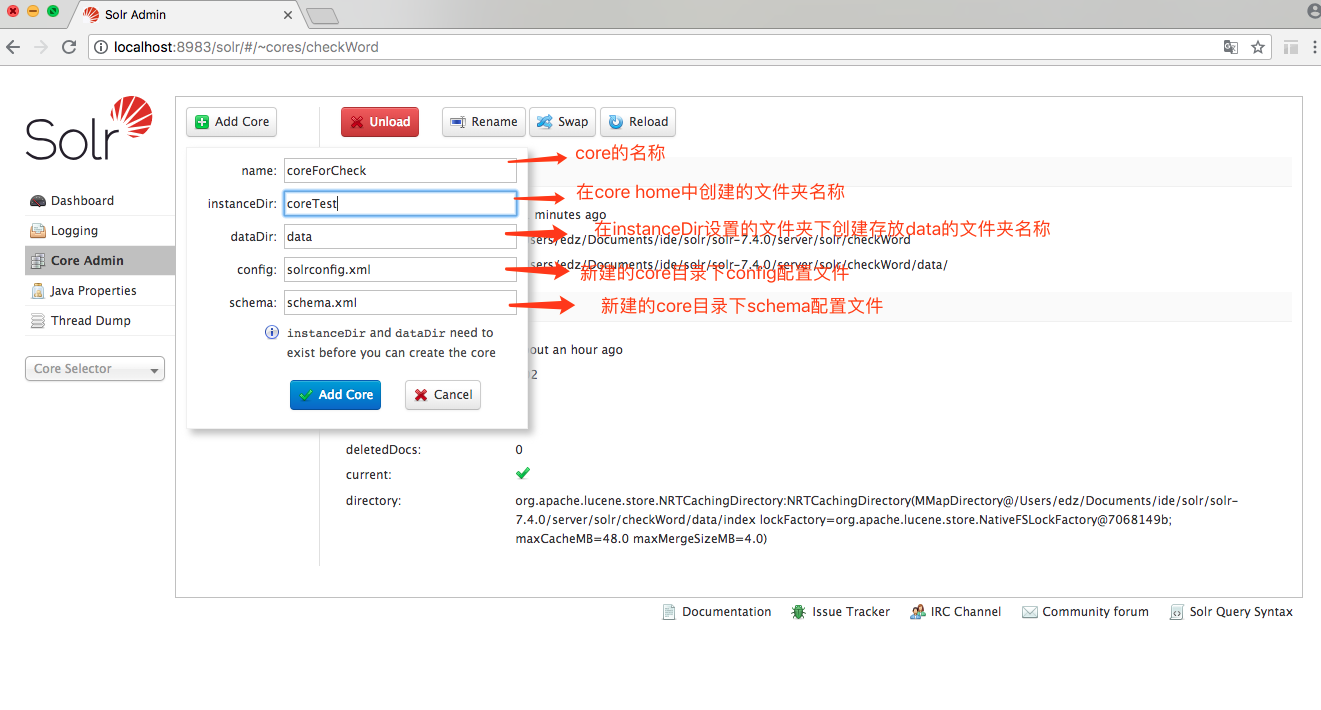 Solr Admin
localhost:8983/solr/#/~cores/checkWord
Solr
Dashboard
Logging
Core Admin
Java Properties
Thread Dump
Core Selector
Add Core
Unload
Rename
Swap
Reload
name: coreForCheck
core的名称
instanceDir: coreTest
在core home中创建的文件夹名称
minutes ago
dataDir: data
在instanceDir设置的文件夹下创建存放data的文件夹名称
sers/edz/Documents/ide/solr/solr-7.4.0/server/solr/checkWord
config: solrconfig.xml
sers/edz/Documents/ide/solr/solr-7.4.0/server/solr/checkWord/data/
新建的core目录下config配置文件
schema: schema.xml
新建的core目录下schema配置文件
instanceDir and dataDir need to
exist before you can create the core
out an hour ago
2
Add Core
Cancel
deletedDocs: 0
current:
directory: org.apache.lucene.store.NRTCachingDirectory:NRTCachingDirectory(MMapDirectory@/Users/edz/Documents/ide/solr/solr-
7.4.0/server/solr/checkWord/data/index lockFactory=org.apache.lucene.store.NativeFSLockFactory@7068149b;
maxCacheMB=48.0 maxMergeSizeMB=4.0)
Documentation
Issue Tracker
IRC Channel
Community forum
Solr Query Syntax